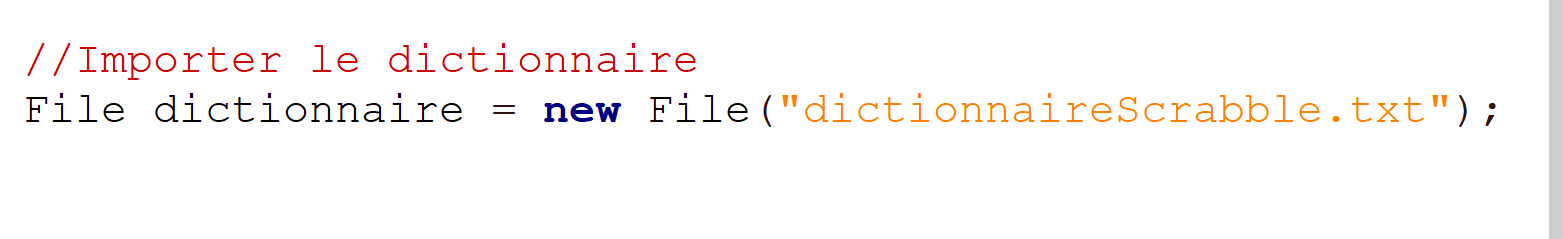 //Importer le dictionnaire
File dictionnaire = new File("dictionnaireScrabble.txt");